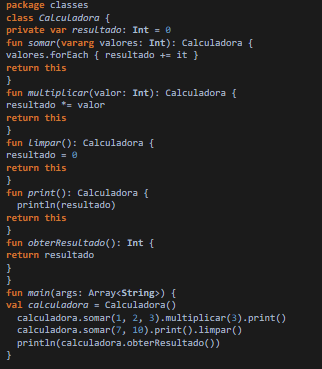 package classes
class Calculadora {
private var resultado: Int = 0
fun somar(vararg valores: Int): Calculadora {
valores.forEach { resultado += it }
return this
}
fun multiplicar(valor: Int): Calculadora {
resultado *= valor
return this
}
fun limpar(): Calculadora {
resultado = 0
return this
}
fun print(): Calculadora {
  println(resultado)
return this
}
fun obterResultado(): Int {
return resultado
}
}
fun main(args: Array<String>) {
val calculadora = Calculadora()
  calculadora.somar(1, 2, 3).multiplicar(3).print()
  calculadora.somar(7, 10).print().limpar()
  println(calculadora.obterResultado())
}